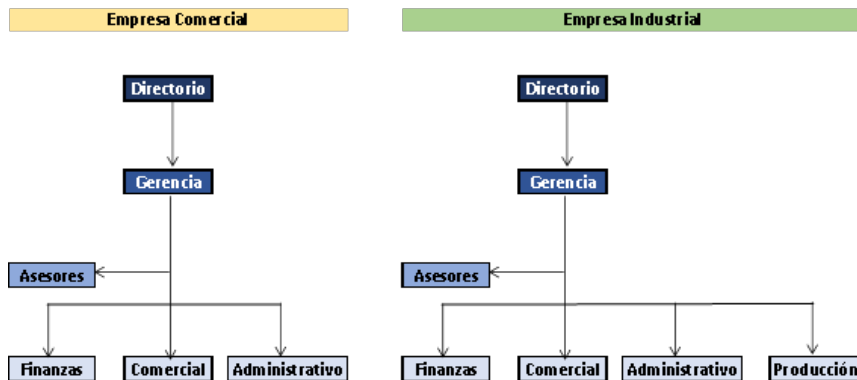 Empresa Comercial
Directorio
Gerencia
Asesores
Finanzas
Comercial
Administrativo
Empresa Industrial
Directorio
Gerencia
Asesores
Finanzas
Comercial
Administrativo
Producción